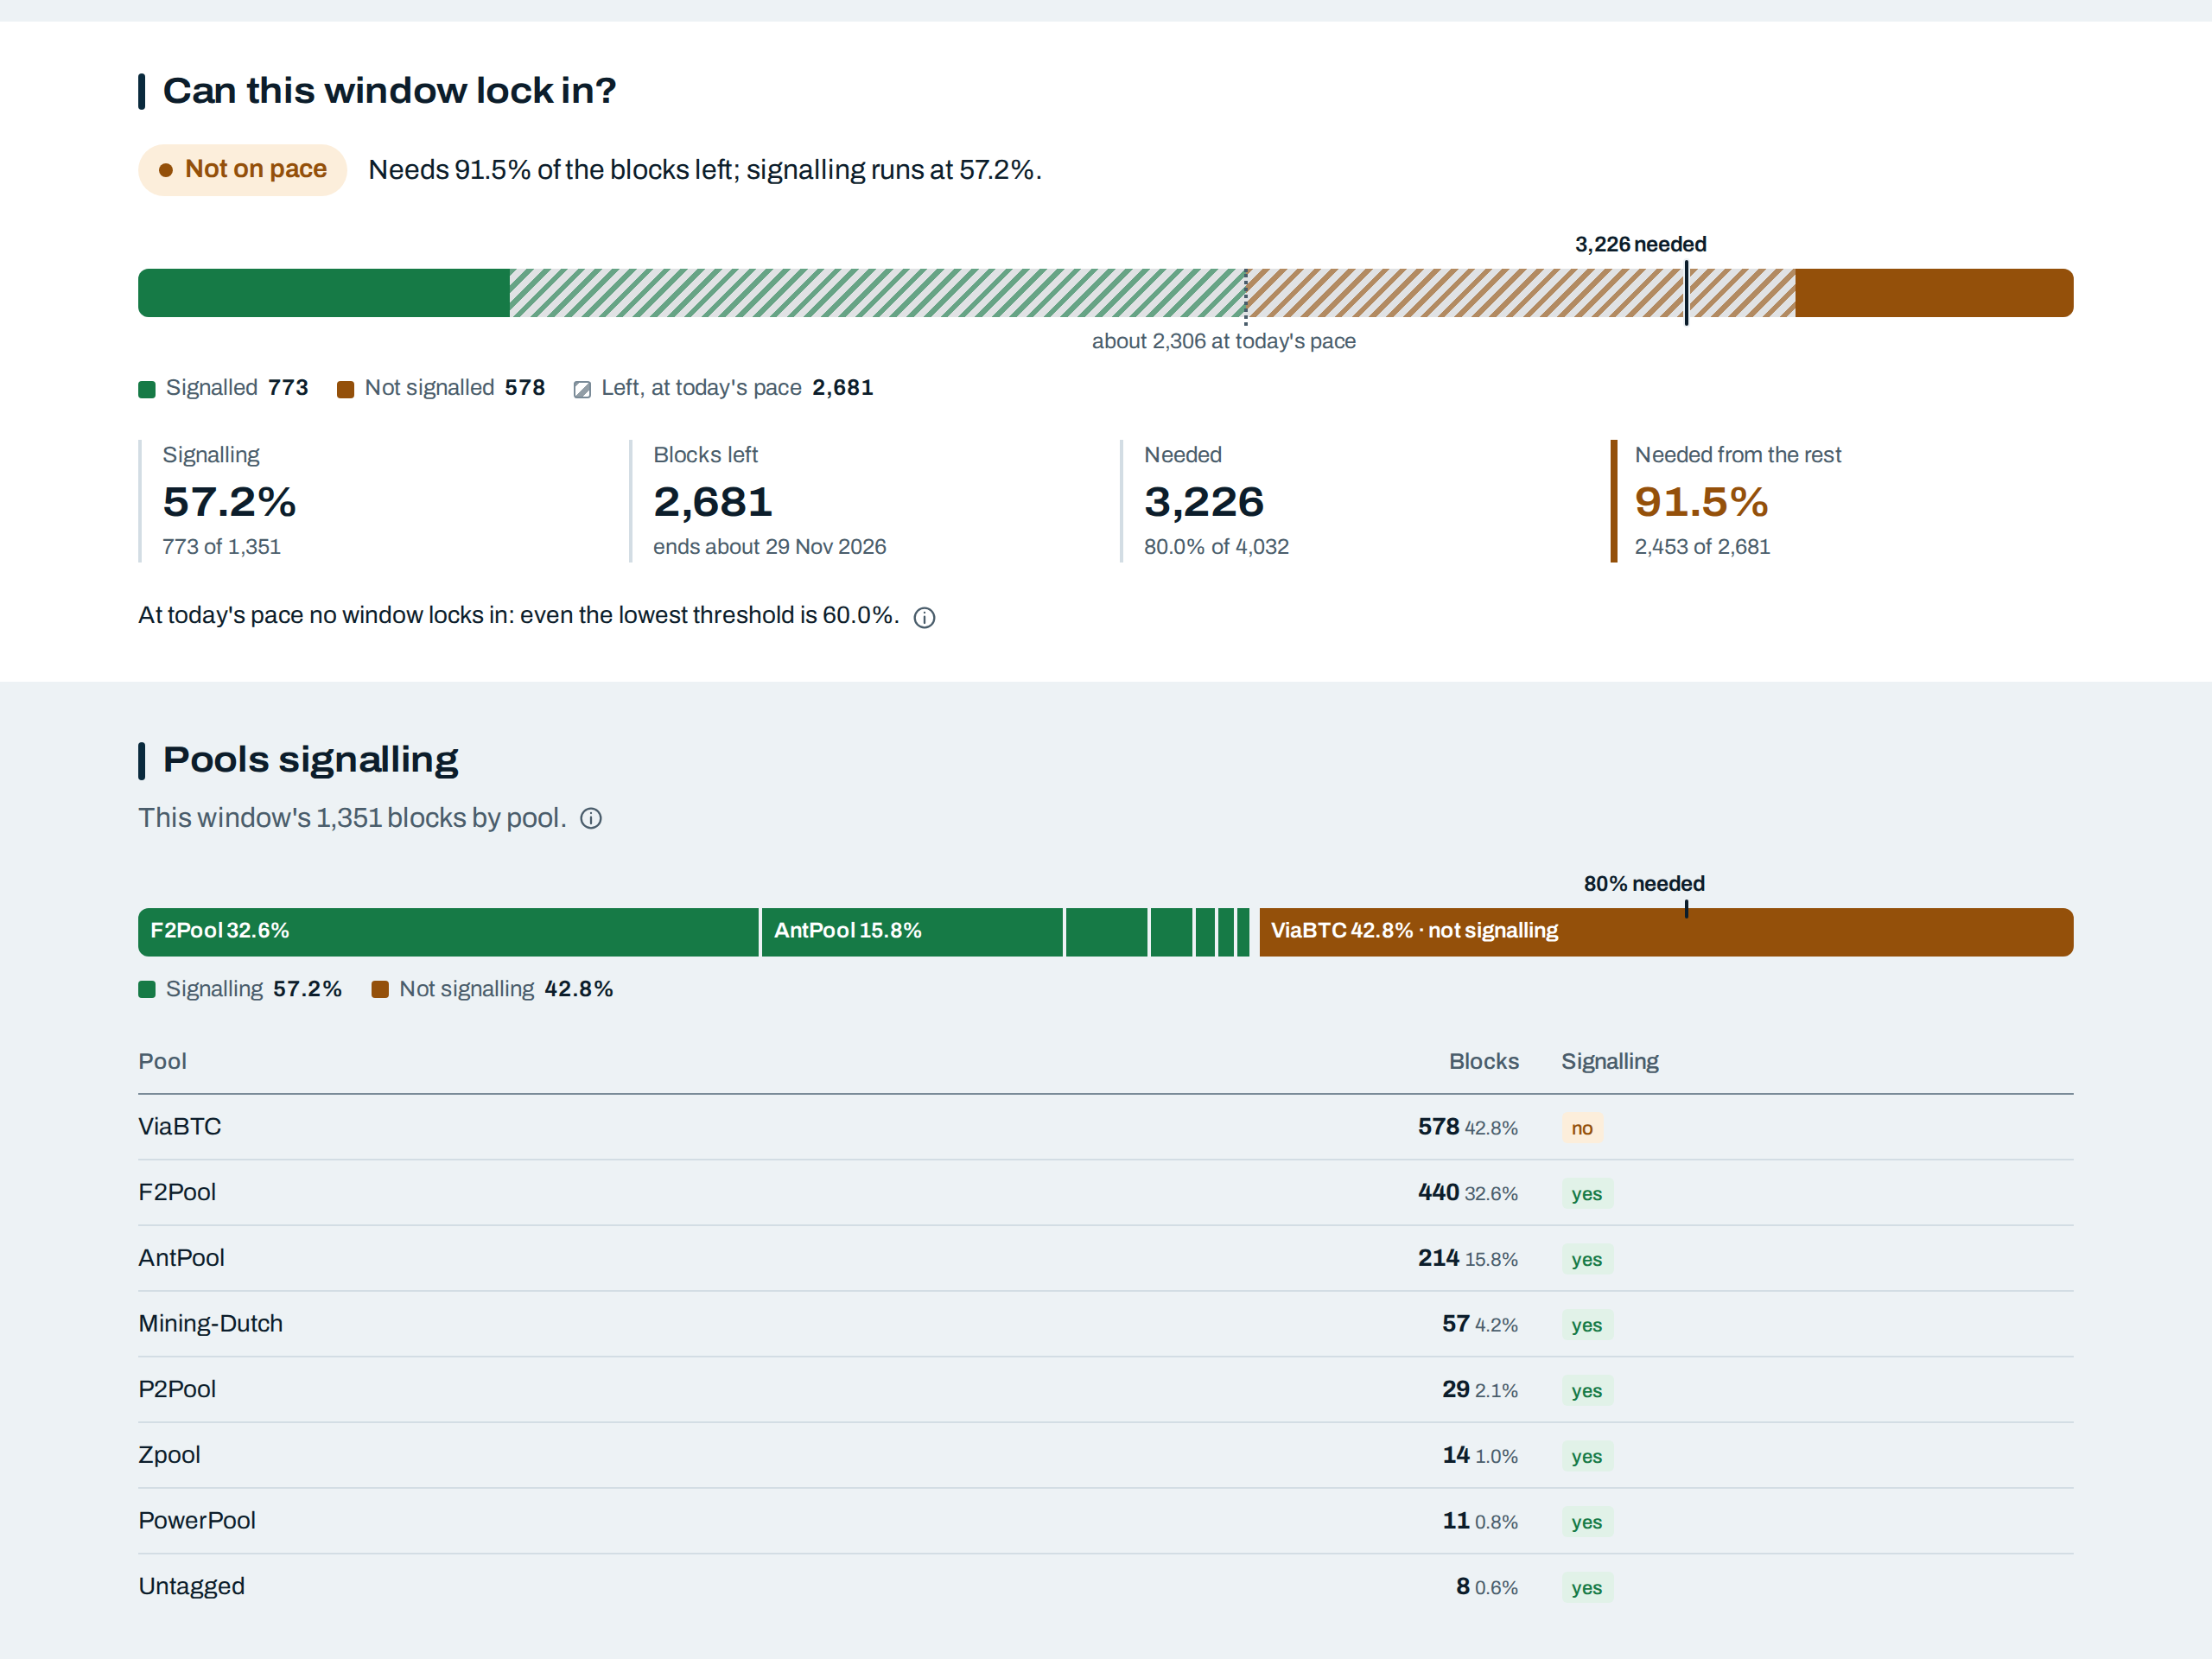 Can this window lock in?
Not on pace Needs 91.5% of the blocks left; signalling runs at 57.2%.
3,226 needed
about 2,306 at today's pace
Signalled 773 Not signalled 578 Left, at today's pace 2,681
Signalling Blocks left Needed Needed from the rest
57.2% 2,681 3,226 91.5%
773 of 1,351 ends about 29 Nov 2026 80.0% of 4,032 2,453 of 2,681
At today's pace no window locks in: even the lowest threshold is 60.0%.
Pools signalling
This window's 1,351 blocks by pool.
80% needed
F2Pool 32.6% AntPool 15.8% ViaBTC 42.8% · not signalling
Signalling 57.2% Not signalling 42.8%
Pool Blocks Signalling
ViaBTC 578 42.8% no
F2Pool 440 32.6% yes
AntPool 214 15.8% yes
Mining-Dutch 57 4.2% yes
P2Pool 29 2.1% yes
Zpool 14 1.0% yes
PowerPool 11 0.8% yes
Untagged 8 0.6% yes